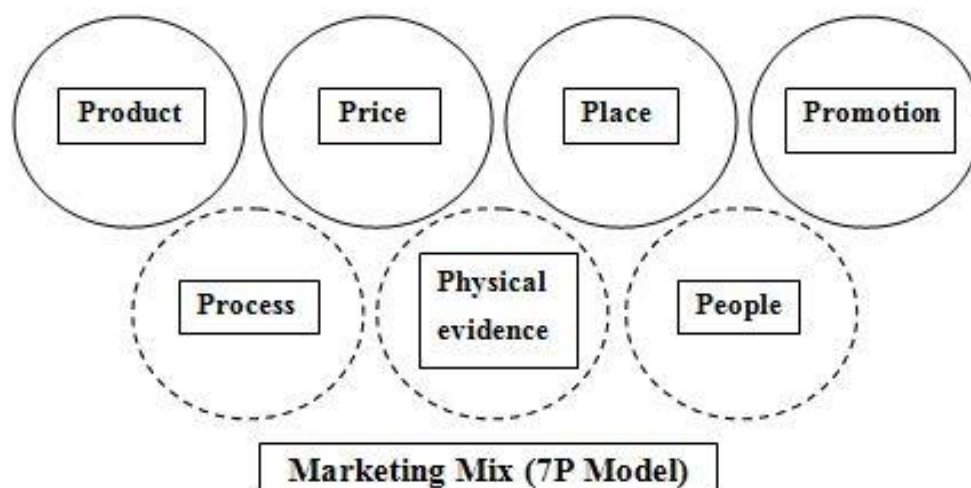 Product
Price
Place
Promotion
Process
Physical
evidence
People
Marketing Mix (7P Model)